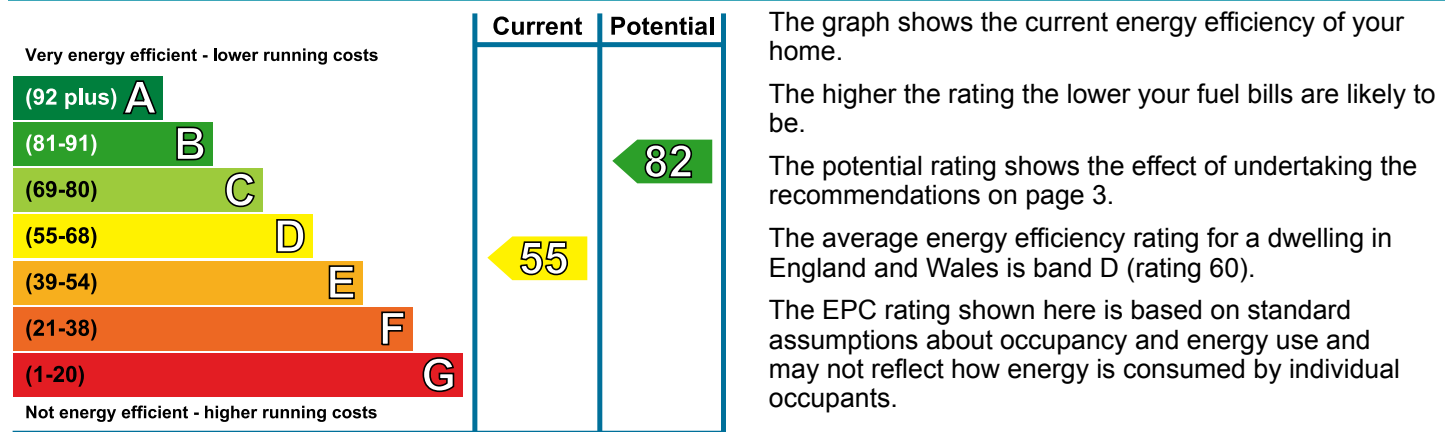 Current Potential
Very energy efficient - lower running costs
(92 plus) A
(81-91) B
82
(69-80) C
(55-68) D
55
(39-54) E
(21-38) F
(1-20) G
Not energy efficient - higher running costs
The graph shows the current energy efficiency of your
home.
The higher the rating the lower your fuel bills are likely to
be.
The potential rating shows the effect of undertaking the
recommendations on page 3.
The average energy efficiency rating for a dwelling in
England and Wales is band D (rating 60).
The EPC rating shown here is based on standard
assumptions about occupancy and energy use and
may not reflect how energy is consumed by individual
occupants.